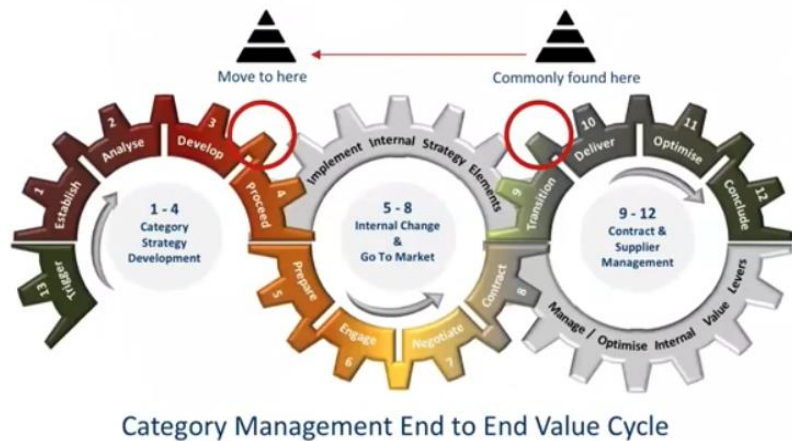 Move to here
Commonly found here
1
Establish
2
Analyse
3
Develop
4
Proceed
13
Trigger
1 - 4
Category
Strategy
Development
Implement Internal Strategy Elements
5 - 8
Internal Change
&
Go To Market
Prepare
5
Engage
6
Negotiate
7
Contract
8
9
Transition
10
Deliver
11
Optimise
12
Conclude
9 - 12
Contract &
Supplier
Management
Manage / Optimise Internal Value Levers
Category Management End to End Value Cycle